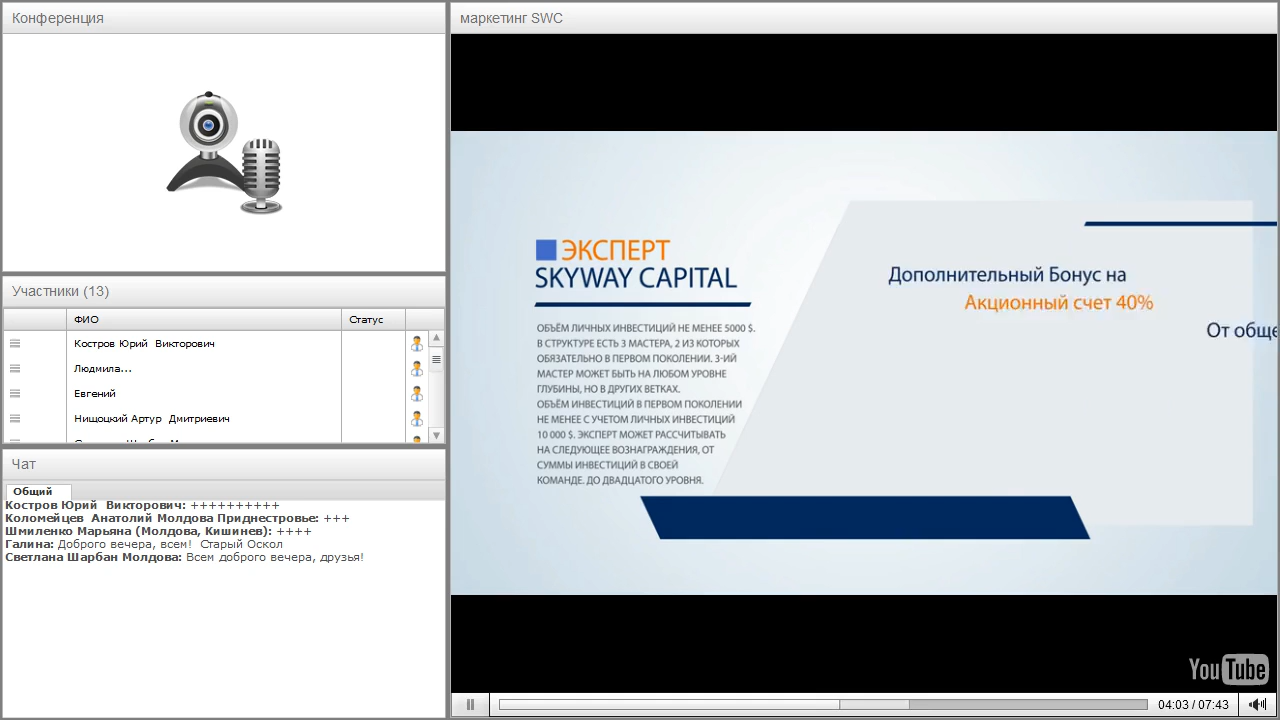 Конференция
Участники (13)
ФИО
Статус
Костров Юрий Викторович
Людмила...
Евгений
Нищоцкий Артур Дмитриевич
Чат
Общий
Костров Юрий Викторович: ++++++++++
Коломейцев Анатолий Молдова Приднестровье: +++
Шмиленко Марьяна (Молдова, Кишинев): ++++
Галина: Доброго вечера, всем! Старый Оскол
Светлана Шарбан Молдова: Всем доброго вечера, друзья!
маркетинг SWC
ЭКСПЕРТ
SKYWAY CAPITAL
ОБЪЁМ ЛИЧНЫХ ИНВЕСТИЦИЙ НЕ МЕНЕЕ 5000 $.
В СТРУКТУРЕ ЕСТЬ 3 МАСТЕРА, 2 ИЗ КОТОРЫХ
ОБЯЗАТЕЛЬНО В ПЕРВОМ ПОКОЛЕНИИ. 3-ИЙ
МАСТЕР МОЖЕТ БЫТЬ НА ЛЮБОМ УРОВНЕ
ГЛУБИНЫ, НО В ДРУГИХ ВЕТКАХ.
ОБЪЁМ ИНВЕСТИЦИЙ В ПЕРВОМ ПОКОЛЕНИИ
НЕ МЕНЕЕ С УЧЕТОМ ЛИЧНЫХ ИНВЕСТИЦИЙ
10 000 $. ЭКСПЕРТ МОЖЕТ РАССЧИТЫВАТЬ
НА СЛЕДУЮЩЕЕ ВОЗНАГРАЖДЕНИЯ, ОТ
СУММЫ ИНВЕСТИЦИЙ В СВОЕЙ
КОМАНДЕ. ДО ДВАДЦАТОГО УРОВНЯ.
Дополнительный Бонус на
Акционный счет 40%
От обще
YouTube
04:03 / 07:43